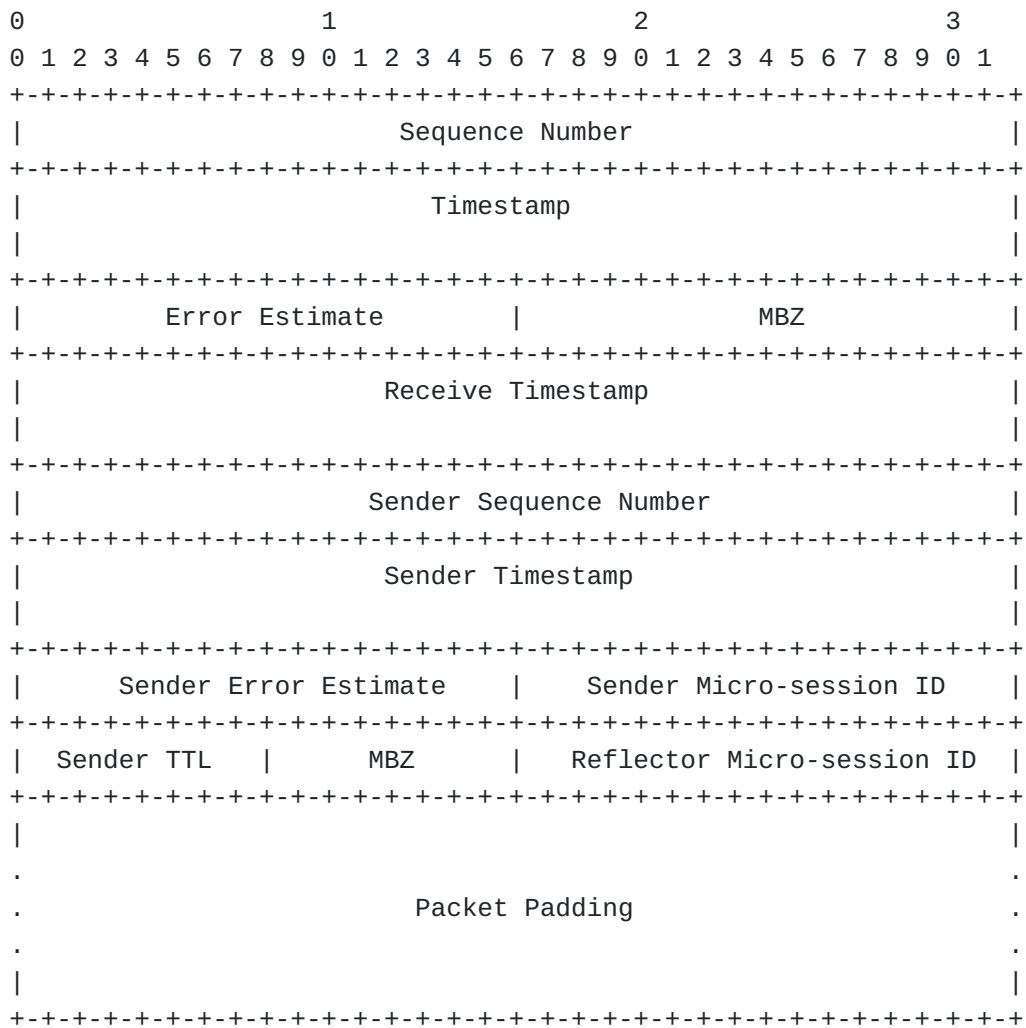 0                   1                   2                   3
0 1 2 3 4 5 6 7 8 9 0 1 2 3 4 5 6 7 8 9 0 1 2 3 4 5 6 7 8 9 0 1
+-+-+-+-+-+-+-+-+-+-+-+-+-+-+-+-+-+-+-+-+-+-+-+-+-+-+-+-+-+-+-+-+
|                        Sequence Number                        |
+-+-+-+-+-+-+-+-+-+-+-+-+-+-+-+-+-+-+-+-+-+-+-+-+-+-+-+-+-+-+-+-+
|                          Timestamp                            |
|                                                               |
+-+-+-+-+-+-+-+-+-+-+-+-+-+-+-+-+-+-+-+-+-+-+-+-+-+-+-+-+-+-+-+-+
|         Error Estimate        |               MBZ             |
+-+-+-+-+-+-+-+-+-+-+-+-+-+-+-+-+-+-+-+-+-+-+-+-+-+-+-+-+-+-+-+-+
|                       Receive Timestamp                       |
|                                                               |
+-+-+-+-+-+-+-+-+-+-+-+-+-+-+-+-+-+-+-+-+-+-+-+-+-+-+-+-+-+-+-+-+
|                      Sender Sequence Number                   |
+-+-+-+-+-+-+-+-+-+-+-+-+-+-+-+-+-+-+-+-+-+-+-+-+-+-+-+-+-+-+-+-+
|                       Sender Timestamp                        |
|                                                               |
+-+-+-+-+-+-+-+-+-+-+-+-+-+-+-+-+-+-+-+-+-+-+-+-+-+-+-+-+-+-+-+-+
|      Sender Error Estimate    |    Sender Micro-session ID    |
+-+-+-+-+-+-+-+-+-+-+-+-+-+-+-+-+-+-+-+-+-+-+-+-+-+-+-+-+-+-+-+-+
|  Sender TTL   |      MBZ      |   Reflector Micro-session ID  |
+-+-+-+-+-+-+-+-+-+-+-+-+-+-+-+-+-+-+-+-+-+-+-+-+-+-+-+-+-+-+-+-+
|                                                               |
.                                                               .
.                         Packet Padding                        .
.                                                               .
|                                                               |
+-+-+-+-+-+-+-+-+-+-+-+-+-+-+-+-+-+-+-+-+-+-+-+-+-+-+-+-+-+-+-+-+